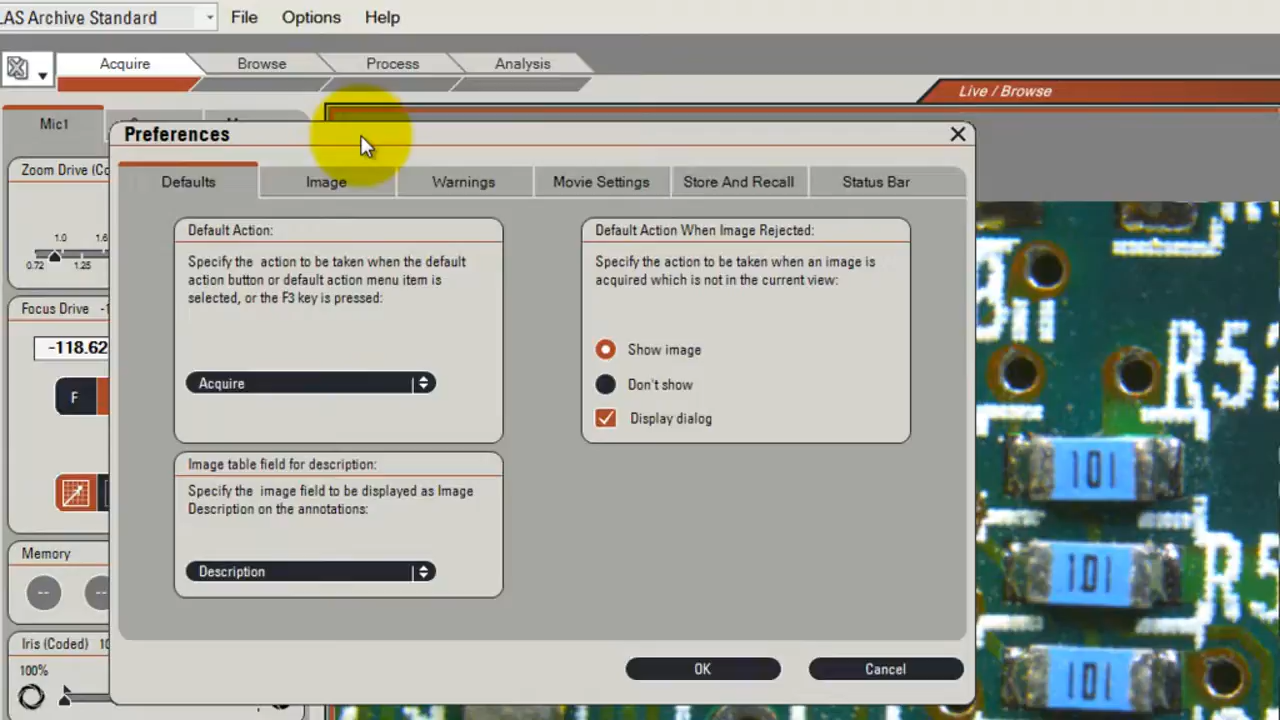 LAS Archive Standard File Options Help
Acquire Browse Process Analysis
Live / Browse
Mic1
Preferences
Zoom Drive
Defaults Image Warnings Movie Settings Store And Recall Status Bar
1.0 1.6
0.72 1.25
Default Action:
Specify the action to be taken when the default
action button or default action menu item is
selected, or the F3 key is pressed:
Acquire
Default Action When Image Rejected:
Specify the action to be taken when an image is
acquired which is not in the current view:
Show image
Don't show
Display dialog
Focus Drive
-118.62
F
Image table field for description:
Specify the image field to be displayed as Image
Description on the annotations:
Description
Memory
-- --
Iris (Coded)
100%
OK Cancel
R52
101
101
R5
101